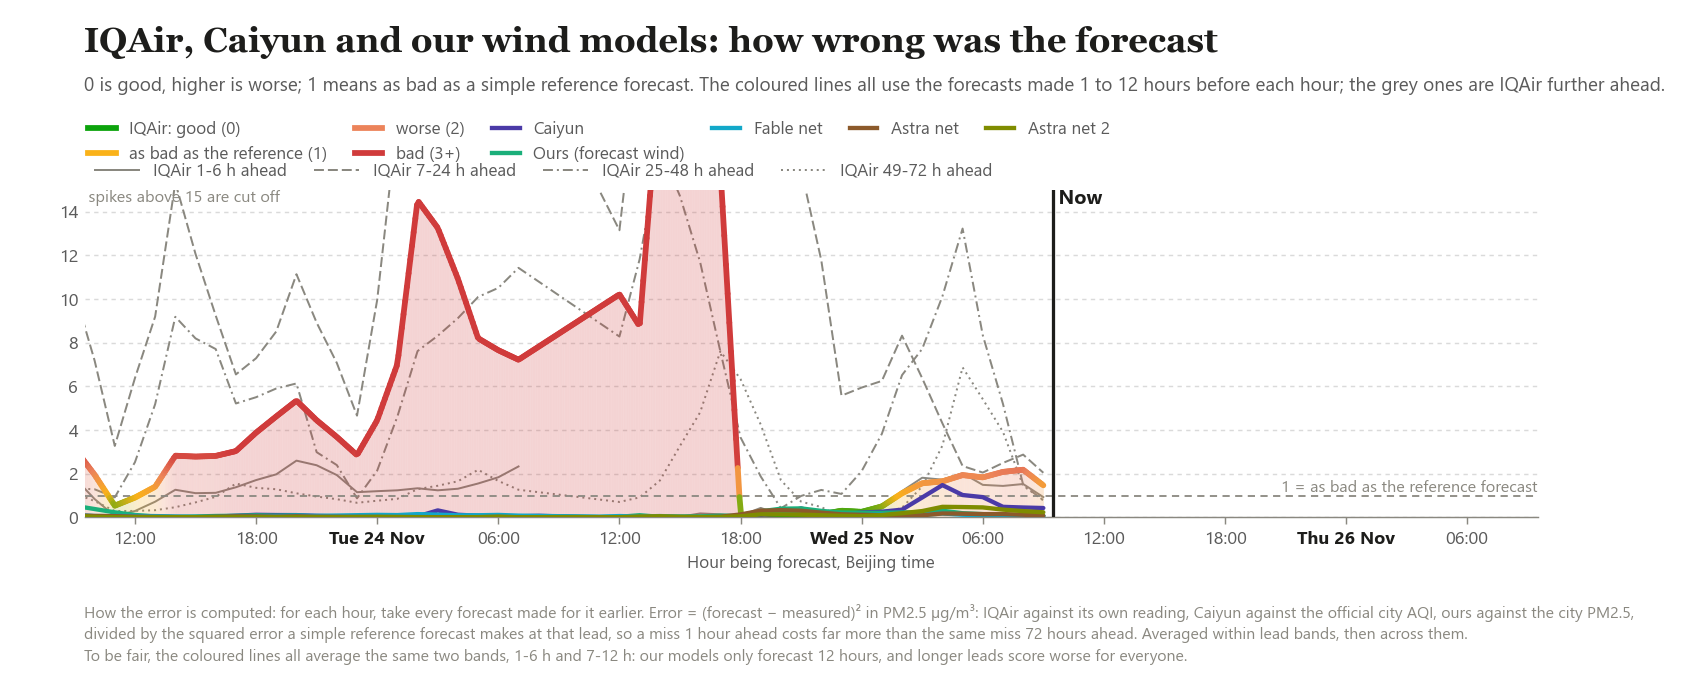 IQAir, Caiyun and our wind models: how wrong was the forecast
0 is good, higher is worse; 1 means as bad as a simple reference forecast. The coloured lines all use the forecasts made 1 to 12 hours before each hour; the grey ones are IQAir further ahead.
IQAir: good (0) worse (2) Caiyun Fable net Astra net Astra net 2
as bad as the reference (1) bad (3+) Ours (forecast wind)
IQAir 1-6 h ahead IQAir 7-24 h ahead IQAir 25-48 h ahead IQAir 49-72 h ahead
spikes above 15 are cut off
Now
14
12
10
8
6
4
2
1 = as bad as the reference forecast
0
12:00 18:00 Tue 24 Nov 06:00 12:00 18:00 Wed 25 Nov 06:00 12:00 18:00 Thu 26 Nov 06:00
Hour being forecast, Beijing time
How the error is computed: for each hour, take every forecast made for it earlier. Error = (forecast − measured)² in PM2.5 µg/m³: IQAir against its own reading, Caiyun against the official city AQI, ours against the city PM2.5,
divided by the squared error a simple reference forecast makes at that lead, so a miss 1 hour ahead costs far more than the same miss 72 hours ahead. Averaged within lead bands, then across them.
To be fair, the coloured lines all average the same two bands, 1-6 h and 7-12 h: our models only forecast 12 hours, and longer leads score worse for everyone.